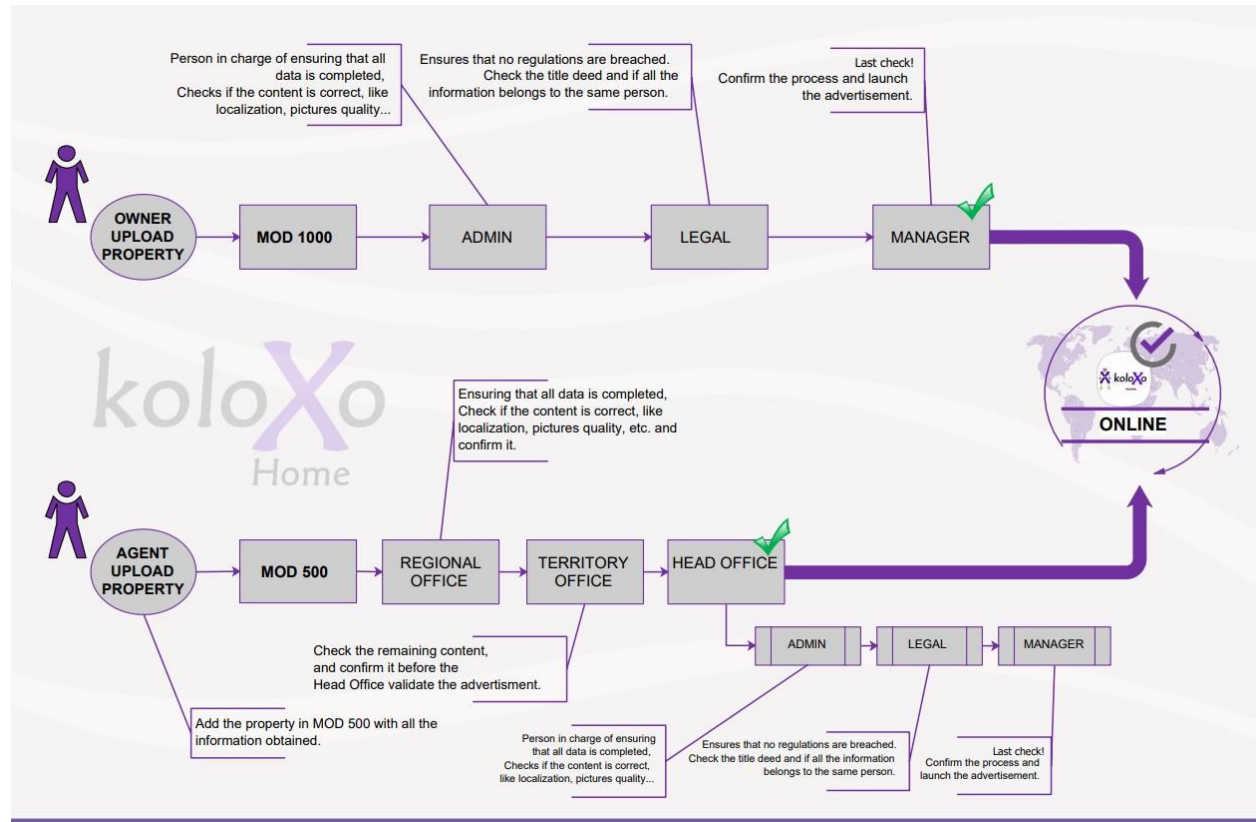 Person in charge of ensuring that all
data is completed,
Checks if the content is correct, like
localization, pictures quality...
Ensures that no regulations are breached.
Check the title deed and if all the
information belongs to the same person.
Last check!
Confirm the process and launch
the advertisement.
OWNER
UPLOAD
PROPERTY
MOD 1000
ADMIN
LEGAL
MANAGER
koloXo
Home
koloXo
Home
ONLINE
Ensuring that all data is completed,
Check if the content is correct, like
localization, pictures quality, etc. and
confirm it.
AGENT
UPLOAD
PROPERTY
MOD 500
REGIONAL
OFFICE
TERRITORY
OFFICE
HEAD OFFICE
ADMIN
LEGAL
MANAGER
Check the remaining content,
and confirm it before the
Head Office validate the advertisment.
Add the property in MOD 500 with all the
information obtained.
Person in charge of ensuring
that all data is completed,
Checks if the content is correct,
like localization, pictures quality...
Ensures that no regulations are breached.
Check the title deed and if all the information
belongs to the same person.
Last check!
Confirm the process and
launch the advertisement.